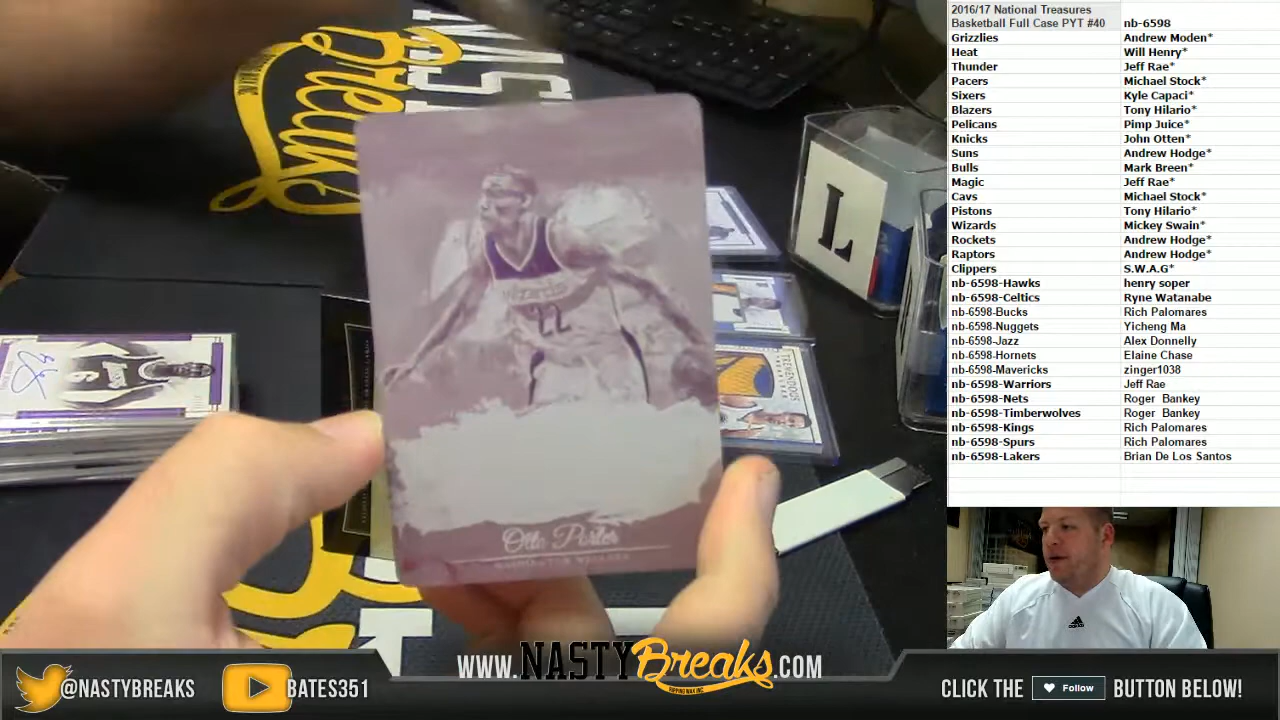 2016/17 National Treasures
Basketball Full Case PYT #40 nb-6598
Grizzlies Andrew Moden*
Heat Will Henry*
Thunder Jeff Rae*
Pacers Michael Stock*
Sixers Kyle Capaci*
Blazers Tony Hilario*
Pelicans Pimp Juice*
Knicks John Otten*
Suns Andrew Hodge*
Bulls Mark Breen*
Magic Jeff Rae*
Cavs Michael Stock*
Pistons Tony Hilario*
Wizards Mickey Swain*
Rockets Andrew Hodge*
Raptors Andrew Hodge*
Clippers S.W.A.G*
nb-6598-Hawks henry soper
nb-6598-Celtics Ryne Watanabe
nb-6598-Bucks Rich Palomares
nb-6598-Nuggets Yicheng Ma
nb-6598-Jazz Alex Donnelly
nb-6598-Hornets Elaine Chase
nb-6598-Mavericks zinger1038
nb-6598-Warriors Jeff Rae
nb-6598-Nets Roger Bankey
nb-6598-Timberwolves Roger Bankey
nb-6598-Kings Rich Palomares
nb-6598-Spurs Rich Palomares
nb-6598-Lakers Brian De Los Santos
Breaks
L
WIZARDS
22
Otto Porter
WASHINGTON WIZARDS
TREMENDOUS
@NASTYBREAKS
BATES351
WWW.NASTYBreaks.COM
RIPPING WAX INC
CLICK THE Follow BUTTON BELOW!